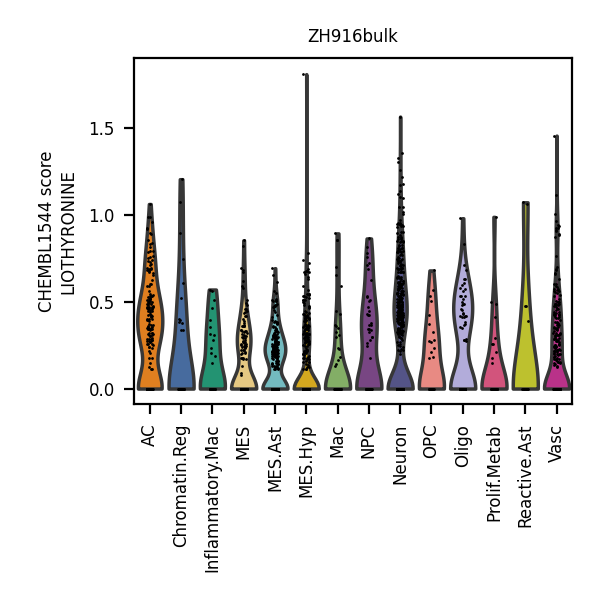 ZH916bulk
CHEMBL1544 score
LIOTHYRONINE
1.5
1.0
0.5
0.0
AC
Chromatin.Reg
Inflammatory.Mac
MES
MES.Ast
MES.Hyp
Mac
NPC
Neuron
OPC
Oligo
Prolif.Metab
Reactive.Ast
Vasc